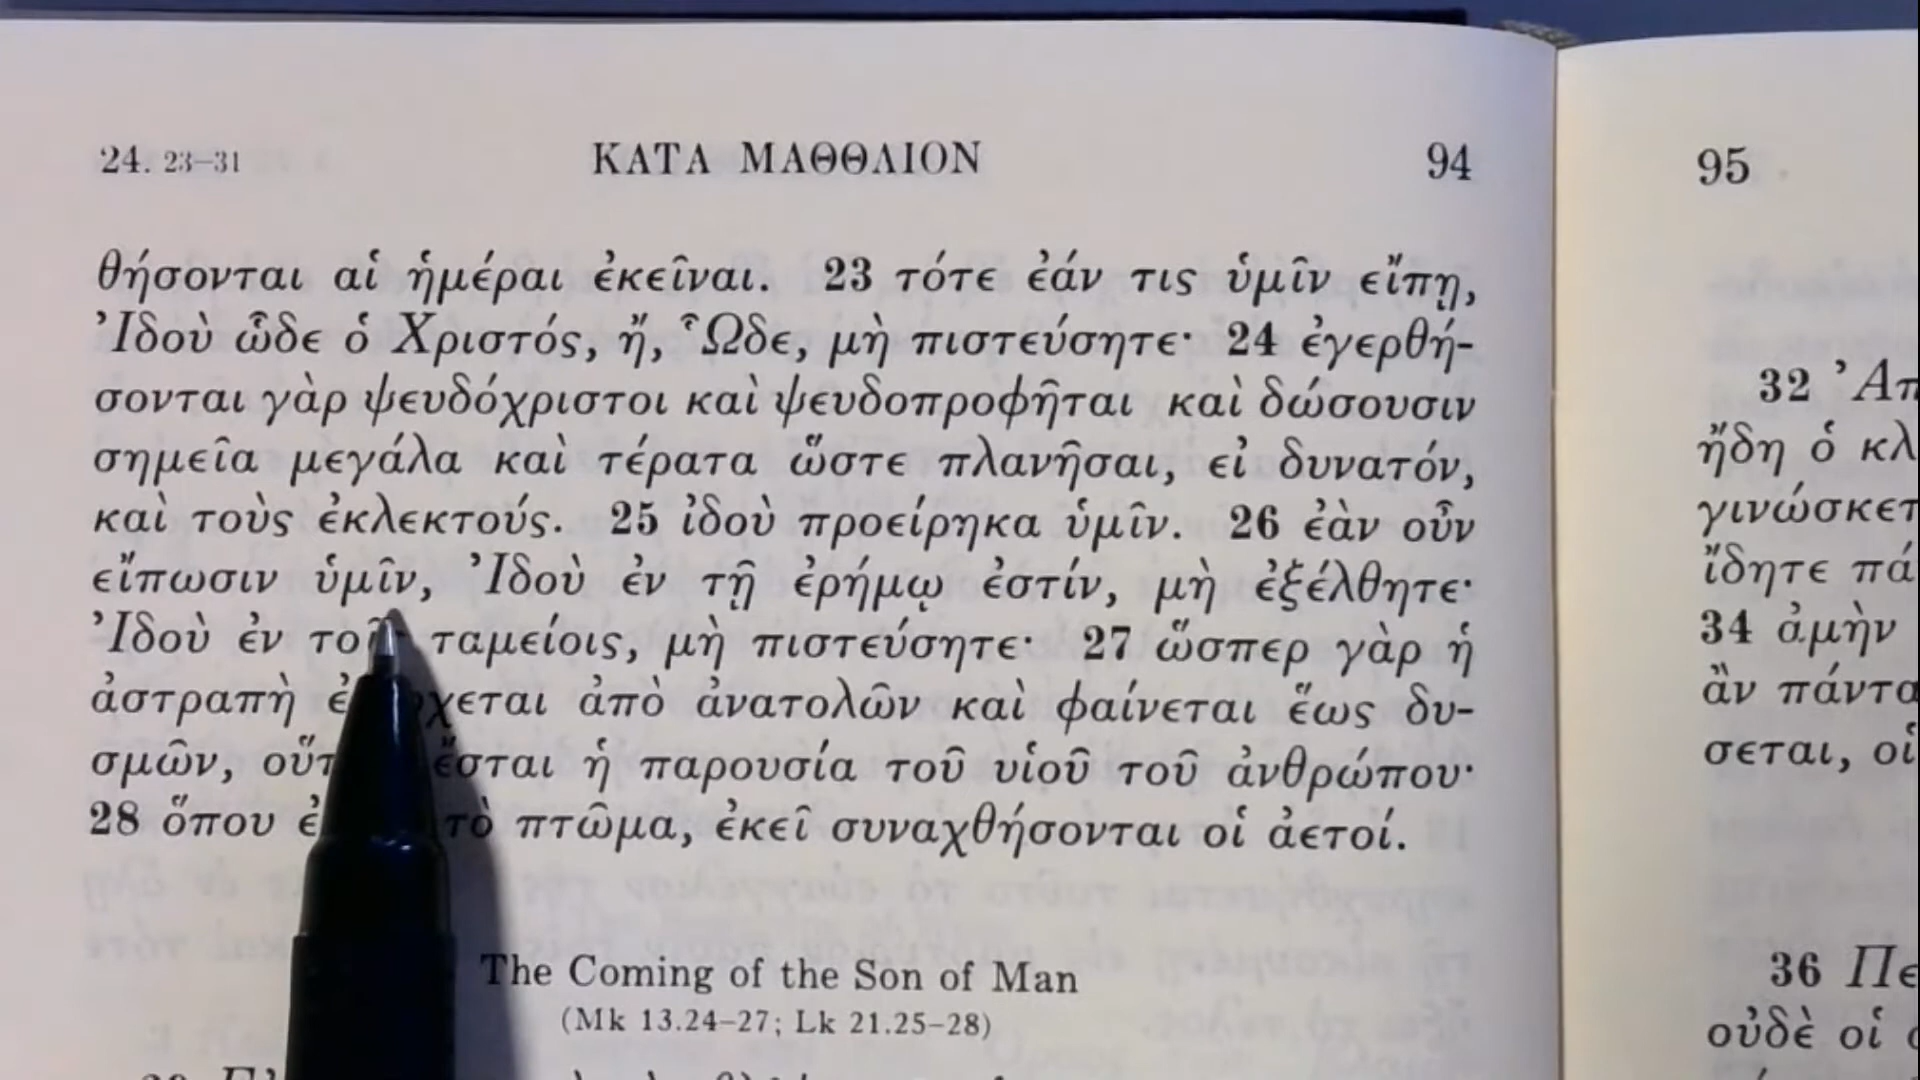 24. 23–31 ΚΑΤΑ ΜΑΘΘΑΙΟΝ 94
θήσονται αἱ ἡμέραι ἐκεῖναι. 23 τότε ἐάν τις ὑμῖν εἴπῃ,
Ἰδοὺ ὧδε ὁ Χριστός, ἤ, Ὧδε, μὴ πιστεύσητε· 24 ἐγερθή-
σονται γὰρ ψευδόχριστοι καὶ ψευδοπροφῆται καὶ δώσουσιν
σημεῖα μεγάλα καὶ τέρατα ὥστε πλανῆσαι, εἰ δυνατόν,
καὶ τοὺς ἐκλεκτούς. 25 ἰδοὺ προείρηκα ὑμῖν. 26 ἐὰν οὖν
εἴπωσιν ὑμῖν, Ἰδοὺ ἐν τῇ ἐρήμῳ ἐστίν, μὴ ἐξέλθητε·
Ἰδοὺ ἐν ταμείοις, μὴ πιστεύσητε· 27 ὥσπερ γὰρ ἡ
ἀστραπὴ ἀπὸ ἀνατολῶν καὶ φαίνεται ἕως δυ-
σμῶν, ἔσται ἡ παρουσία τοῦ υἱοῦ τοῦ ἀνθρώπου·
28 ὅπου τὸ πτῶμα, ἐκεῖ συναχθήσονται οἱ ἀετοί.
The Coming of the Son of Man
(Mk 13.24–27; Lk 21.25–28)
95
32 Ἀπ
ἤδη ὁ κλ
γινώσκετ
ἴδητε πά
34 ἀμὴν
ἂν πάντα
σεται, οἱ
36 Πε
οὐδὲ οἱ